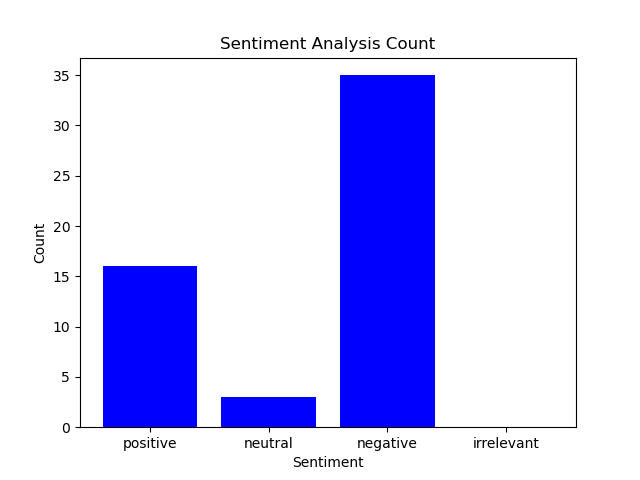 Sentiment Analysis Count
35
30
25
20
15
10
5
0
Count
positive neutral negative irrelevant
Sentiment